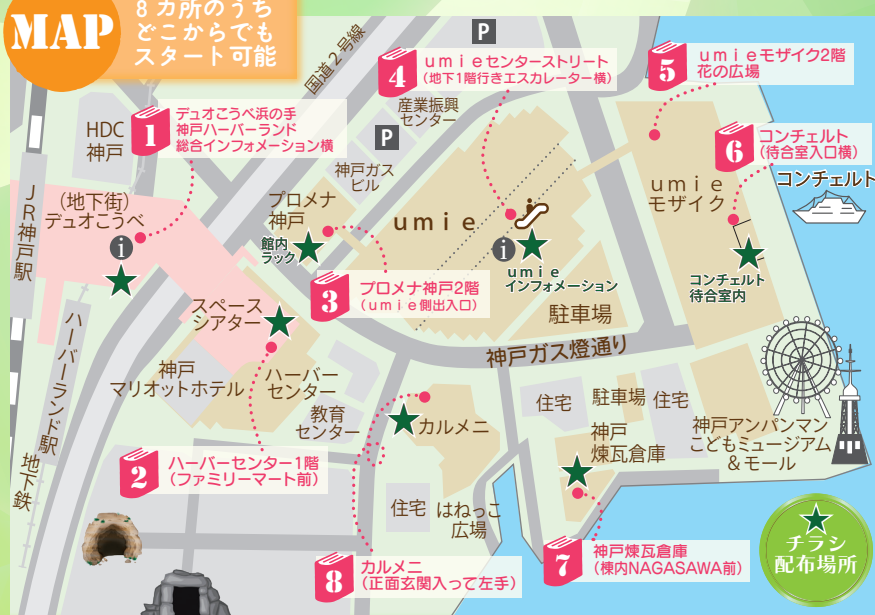 MAP
8カ所のうち
どこからでも
スタート可能
国道2号線
P
4
umieセンターストリート
(地下1階行きエスカレーター横)
5
umieモザイク2階
花の広場
1
デュオこうべ浜の手
神戸ハーバーランド
総合インフォメーション横
HDC
神戸
産業振興
センター
P
神戸ガス
ビル
6
コンチェルト
(待合室入口横)
コンチェルト
JR神戸駅
(地下街)
デュオこうべ
i
プロメナ
神戸
館内
ラック
umie
i
umie
インフォメーション
umie
モザイク
コンチェルト
待合室内
3
プロメナ神戸2階
(umie側出入口)
スペース
シアター
駐車場
神戸ガス燈通り
ハーバーランド駅
地下鉄
神戸
マリオットホテル
ハーバー
センター
教育
センター
カルメニ
住宅
駐車場
住宅
神戸
煉瓦倉庫
神戸アンパンマン
こどもミュージアム
&モール
2
ハーバーセンター1階
(ファミリーマート前)
住宅
はねっこ
広場
8
カルメニ
(正面玄関入って左手)
7
神戸煉瓦倉庫
(棟内NAGASAWA前)
チラシ
配布場所